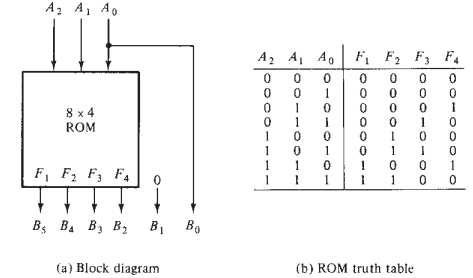 A2 A1 A0
8 × 4
ROM
F1 F2 F3 F4 0
B5 B4 B3 B2 B1 B0
(a) Block diagram
A2 A1 A0 F1 F2 F3 F4
0 0 0 0 0 0 0
0 0 1 0 0 0 0
0 1 0 0 0 0 1
0 1 1 0 0 1 0
1 0 0 0 1 0 0
1 0 1 0 1 1 0
1 1 0 1 0 0 1
1 1 1 1 1 0 0
(b) ROM truth table